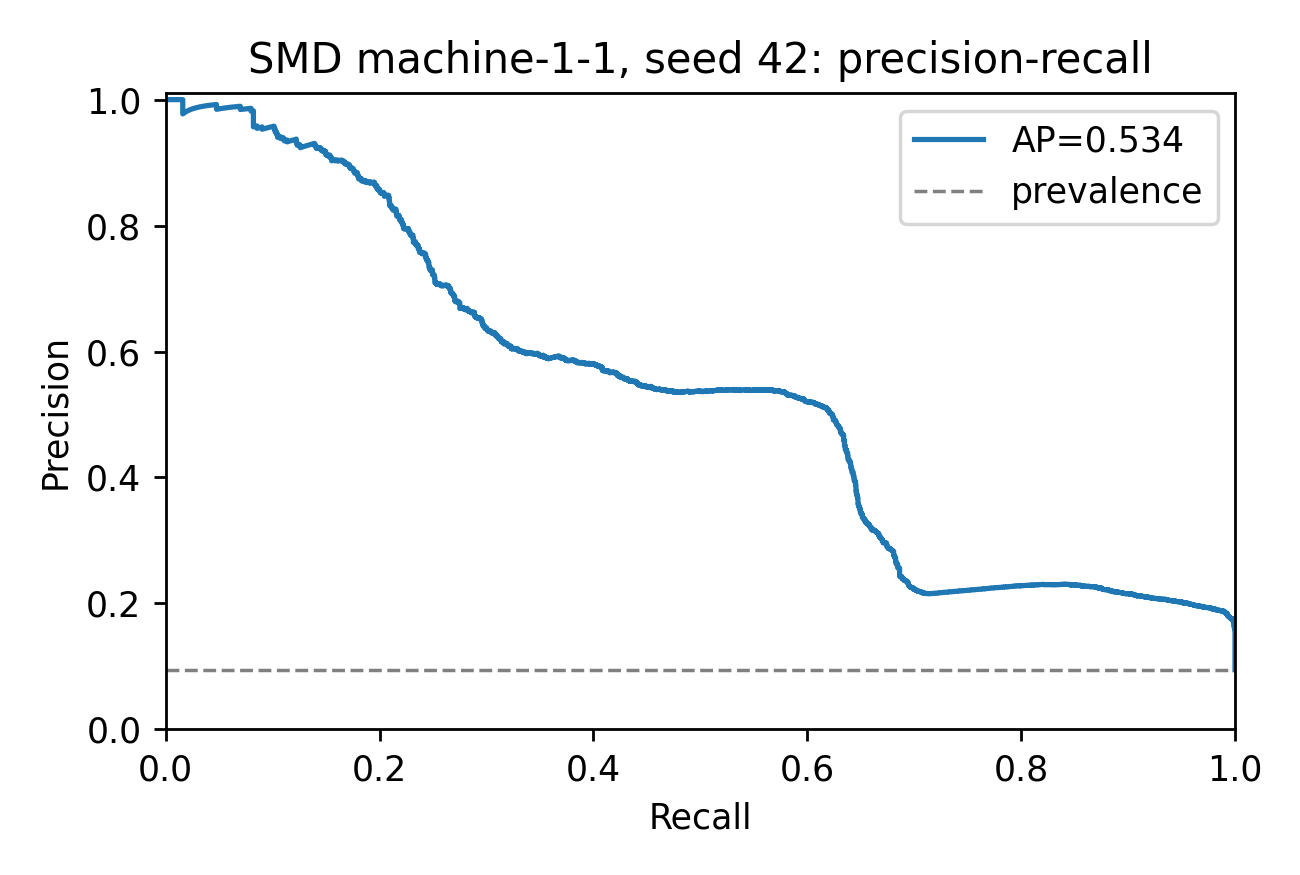 SMD machine-1-1, seed 42: precision-recall
AP=0.534
prevalence
Precision
1.0
0.8
0.6
0.4
0.2
0.0
0.0 0.2 0.4 0.6 0.8 1.0
Recall